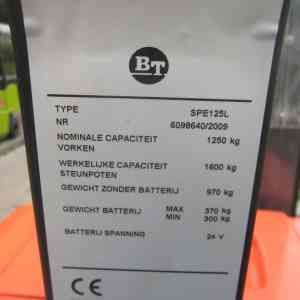 BT
TYPE SPE125L
NR 6098640/2009
NOMINALE CAPACITEIT 1250 kg
VORKEN
WERKELIJKE CAPACITEIT 1600 kg
STEUNPOTEN
GEWICHT ZONDER BATTERIJ 970 kg
GEWICHT BATTERIJ MAX 370 kg
MIN 300 kg
BATTERIJ SPANNING 24 V
CE